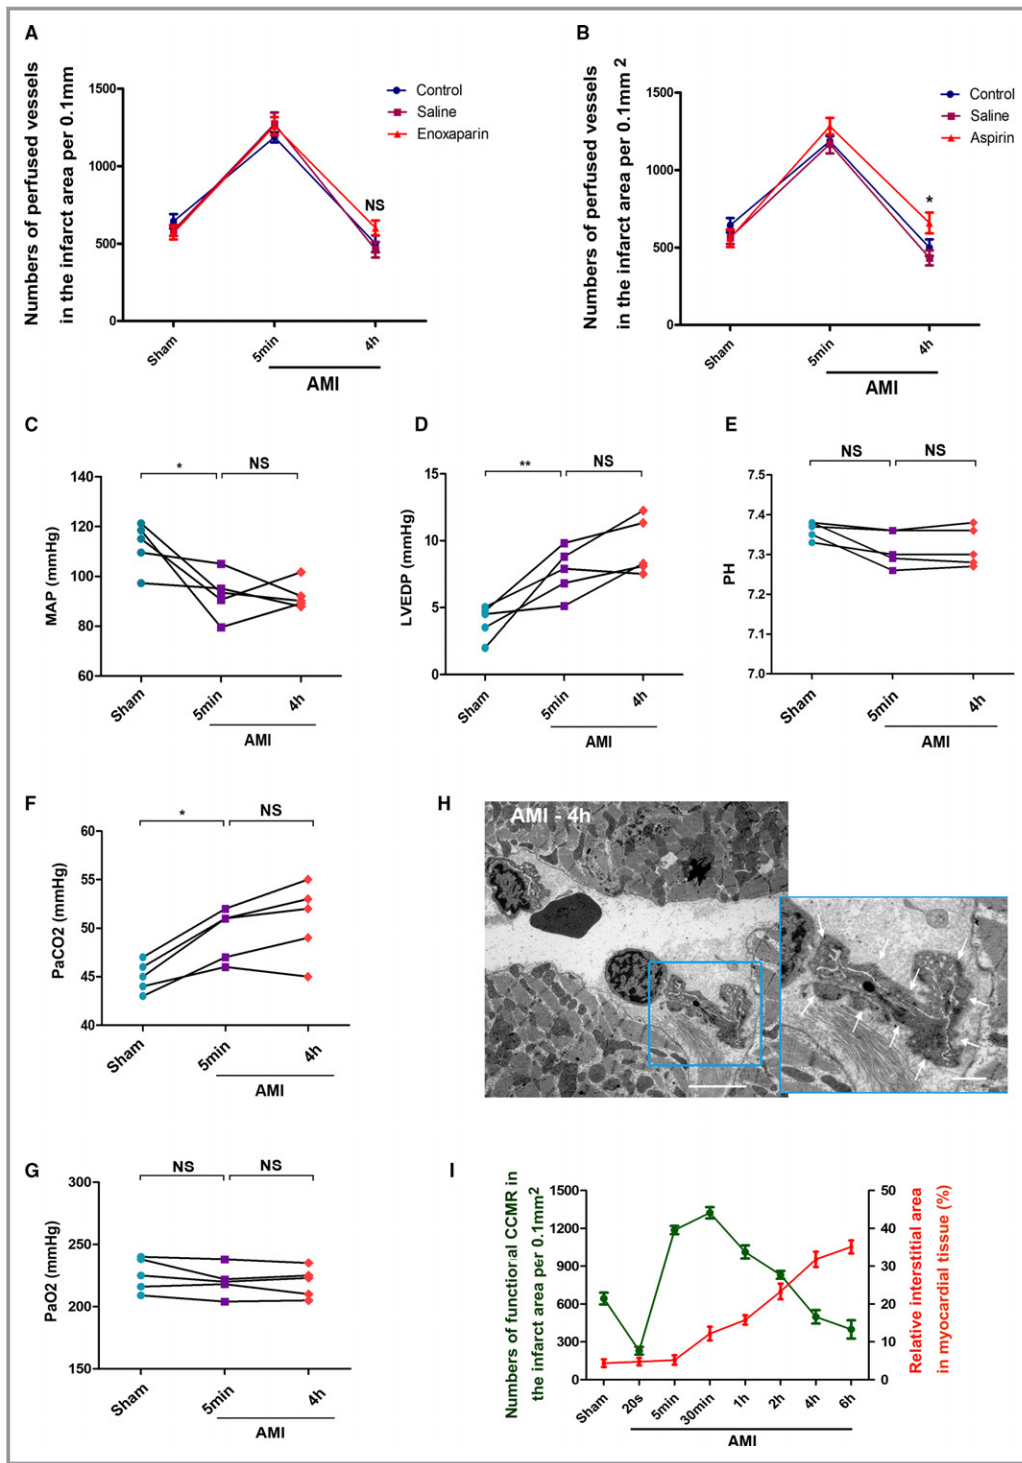 A
Numbers of perfused vessels
in the infarct area per 0.1mm
1500
1000
500
0
Control
Saline
Enoxaparin
NS
Sham
5min
4h
AMI
B
Numbers of perfused vessels
in the infarct area per 0.1mm 2
1500
1000
500
0
Control
Saline
Aspirin
*
Sham
5min
4h
AMI
C
MAP (mmHg)
140
120
100
80
60
*
NS
Sham
5min
4h
AMI
D
LVEDP (mmHg)
15
10
5
0
**
NS
Sham
5min
4h
AMI
E
PH
7.5
7.4
7.3
7.2
7.1
7.0
NS
NS
Sham
5min
4h
AMI
F
PaCO2 (mmHg)
60
55
50
45
40
*
NS
Sham
5min
4h
AMI
H
AMI - 4h
G
PaO2 (mmHg)
300
250
200
150
NS
NS
Sham
5min
4h
AMI
I
Numbers of functional CCMR in
the infarct area per 0.1mm2
1500
1200
900
600
300
0
50
40
30
20
10
0
Relative interstitial area
in myocardial tissue (%)
Sham
20s
5min
30min
1h
2h
4h
6h
AMI